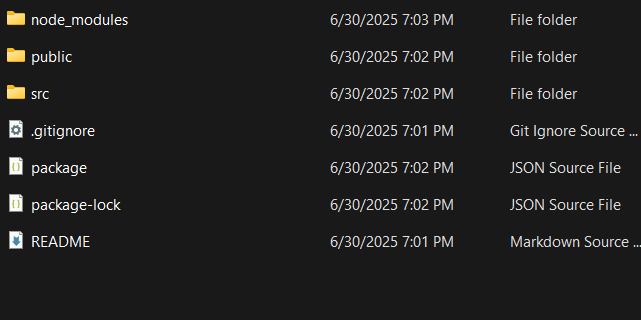 node_modules 6/30/2025 7:03 PM File folder
public 6/30/2025 7:02 PM File folder
src 6/30/2025 7:02 PM File folder
.gitignore 6/30/2025 7:01 PM Git Ignore Source ...
package 6/30/2025 7:02 PM JSON Source File
package-lock 6/30/2025 7:02 PM JSON Source File
README 6/30/2025 7:01 PM Markdown Source ...